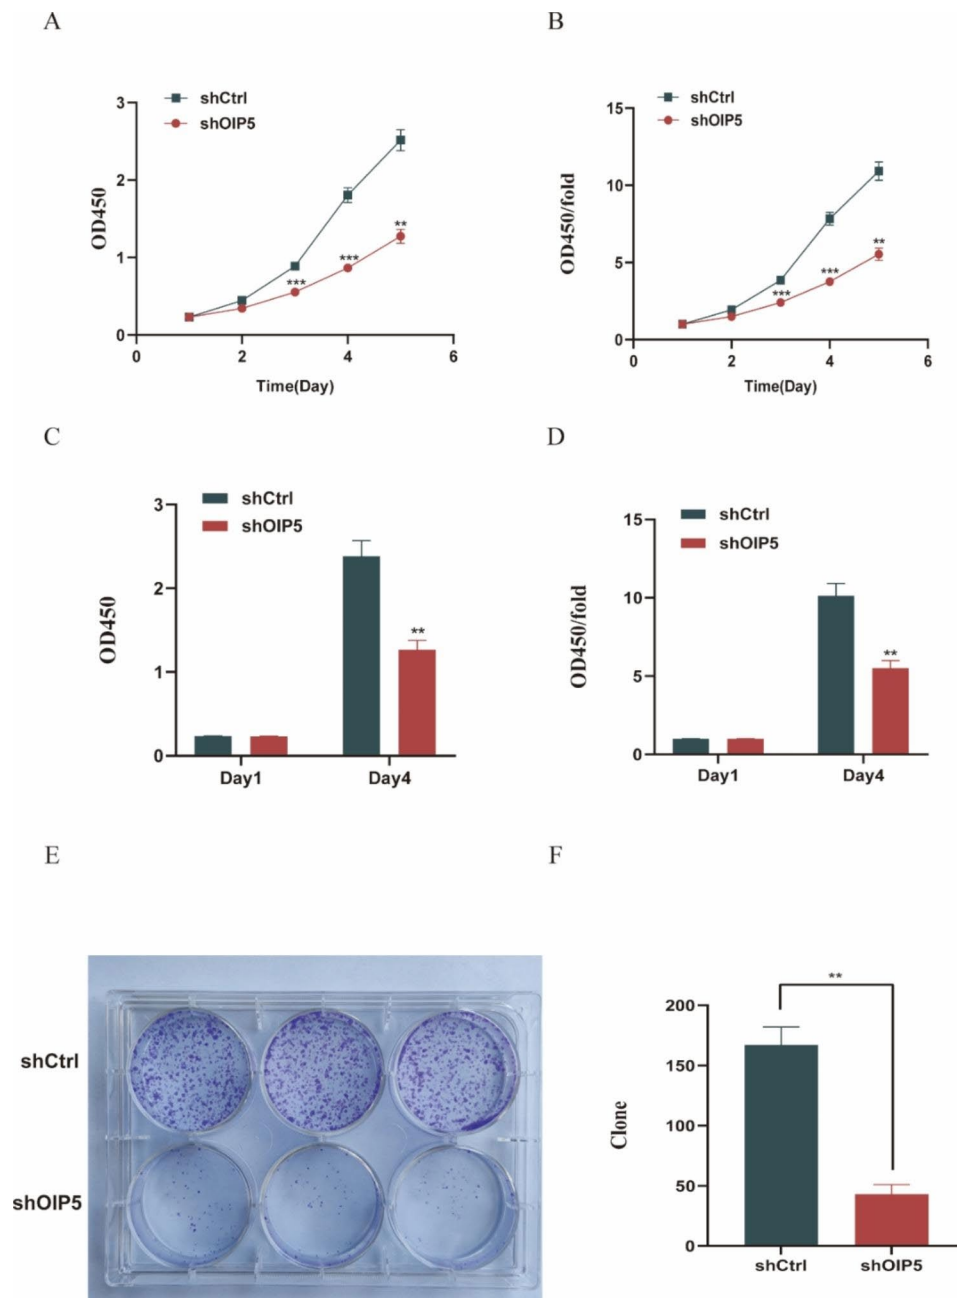 A
B
shCtrl
shOIP5
3
2
1
0
OD450
**
***
***
0
2
4
6
Time(Day)
shCtrl
shOIP5
15
10
5
0
OD450/fold
**
***
***
0
2
4
6
Time(Day)
C
D
shCtrl
shOIP5
3
2
1
0
OD450
**
Day1
Day4
shCtrl
shOIP5
15
10
5
0
OD450/fold
**
Day1
Day4
E
F
shCtrl
shOIP5
**
200
150
100
50
0
Clone
shCtrl
shOIP5